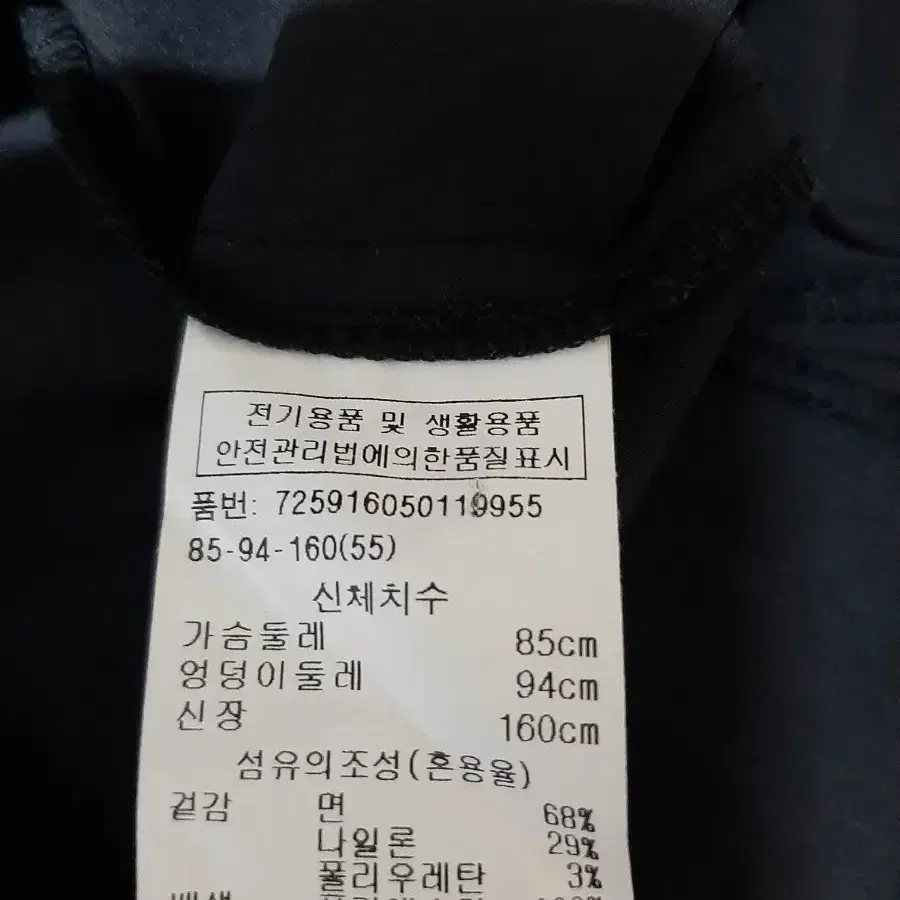 전기용품 및 생활용품
안전관리법에의한품질표시
품번: 725916050119955
85-94-160(55)
신체치수
가슴둘레 85cm
엉덩이둘레 94cm
신장 160cm
섬유의조성(혼용율)
겉감 면 68%
나일론 29%
폴리우레탄 3%